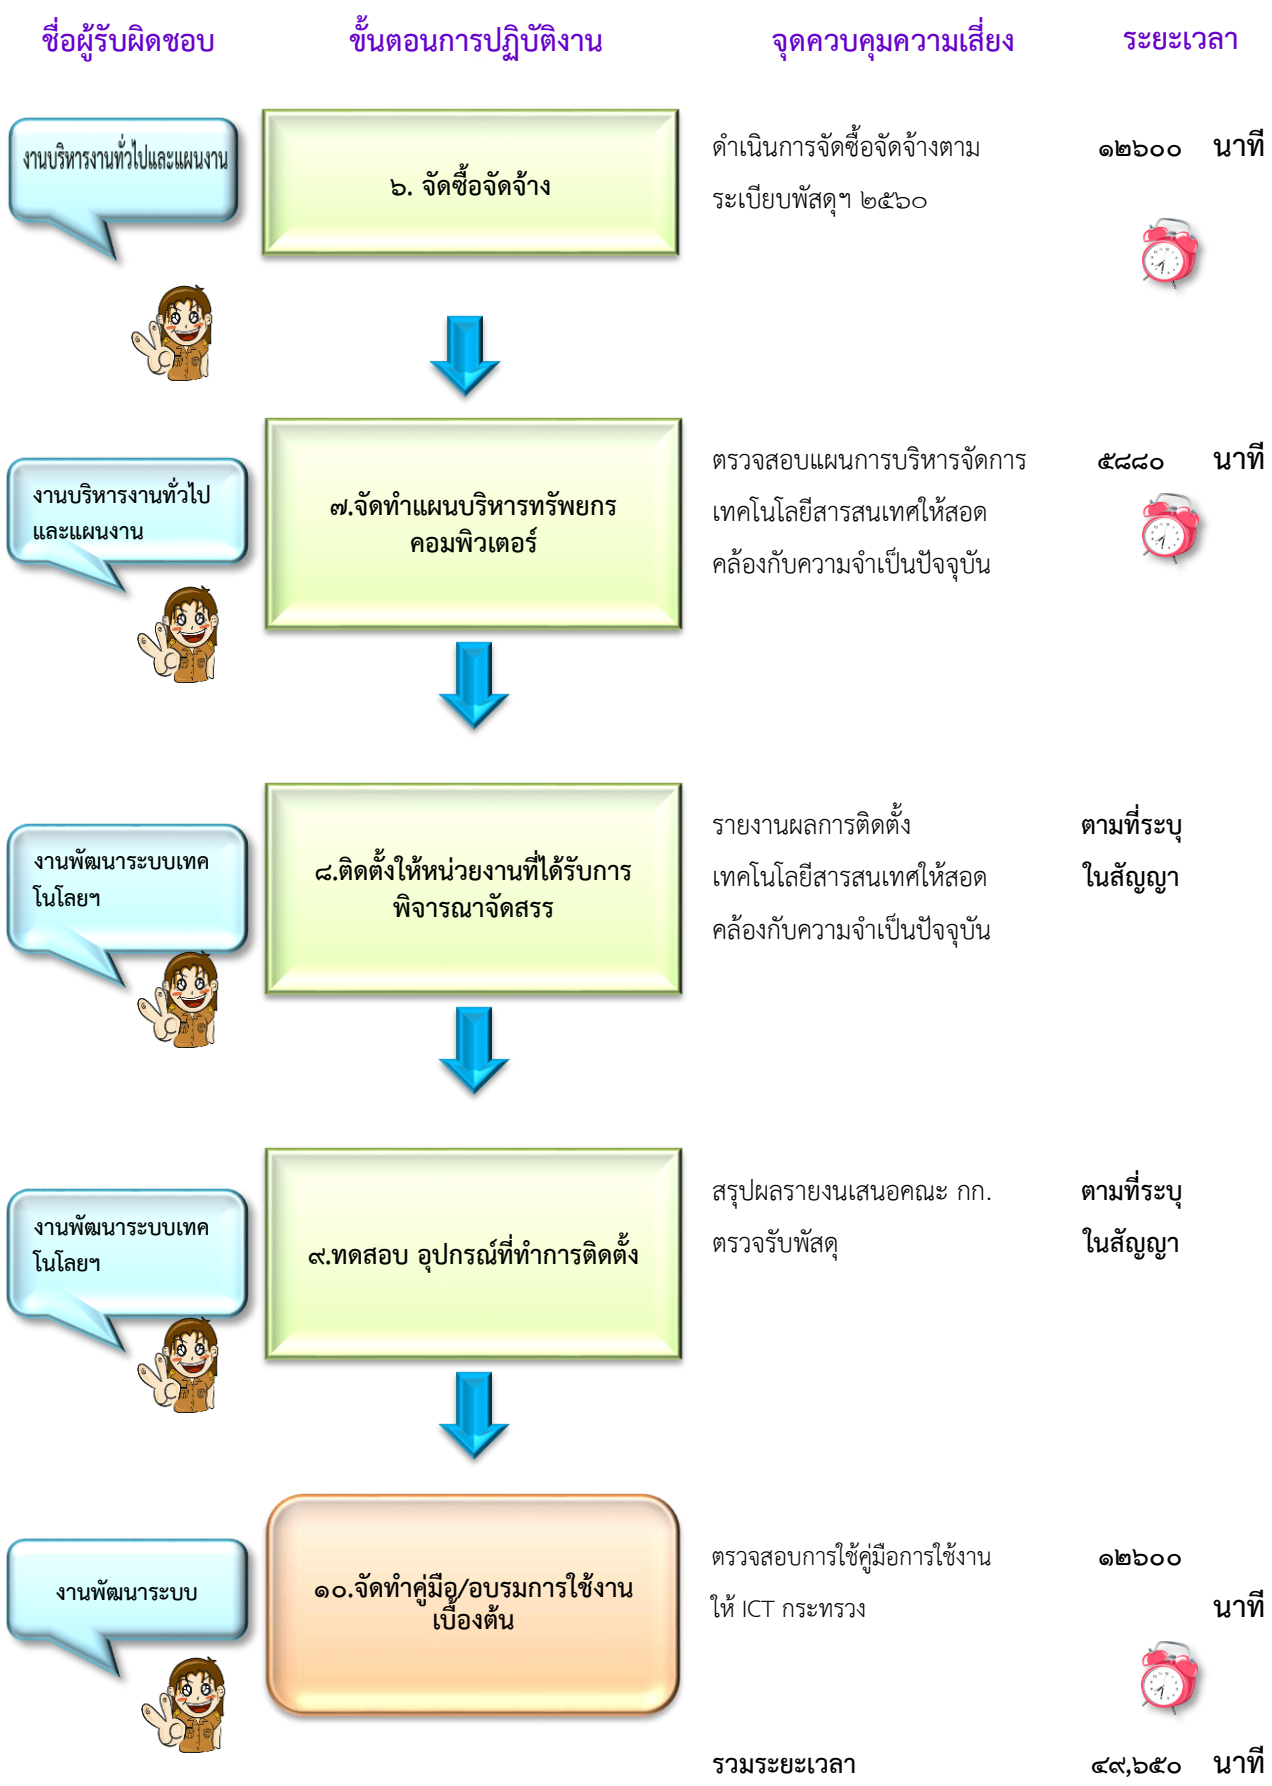 ชื่อผู้รับผิดชอบ ขั้นตอนการปฏิบัติงาน จุดควบคุมความเสี่ยง ระยะเวลา
งานบริหารงานทั่วไปและแผนงาน
๖. จัดซื้อจัดจ้าง
ดำเนินการจัดซื้อจัดจ้างตาม ๑๒๖๐๐ นาที
ระเบียบพัสดุฯ ๒๕๖๐
งานบริหารงานทั่วไป
และแผนงาน
๗.จัดทำแผนบริหารทรัพยกร
คอมพิวเตอร์
ตรวจสอบแผนการบริหารจัดการ ๕๘๘๐ นาที
เทคโนโลยีสารสนเทศให้สอด
คล้องกับความจำเป็นปัจจุบัน
งานพัฒนาระบบเทค
โนโลยฯ
๘.ติดตั้งให้หน่วยงานที่ได้รับการ
พิจารณาจัดสรร
รายงานผลการติดตั้ง ตามที่ระบุ
เทคโนโลยีสารสนเทศให้สอด ในสัญญา
คล้องกับความจำเป็นปัจจุบัน
งานพัฒนาระบบเทค
โนโลยฯ
๙.ทดสอบ อุปกรณ์ที่ทำการติดตั้ง
สรุปผลรายงนเสนอคณะ กก. ตามที่ระบุ
ตรวจรับพัสดุ ในสัญญา
งานพัฒนาระบบ
๑๐.จัดทำคู่มือ/อบรมการใช้งาน
เบื้องต้น
ตรวจสอบการใช้คู่มือการใช้งาน ๑๒๖๐๐
ให้ ICT กระทรวง นาที
รวมระยะเวลา ๔๙,๖๕๐ นาที